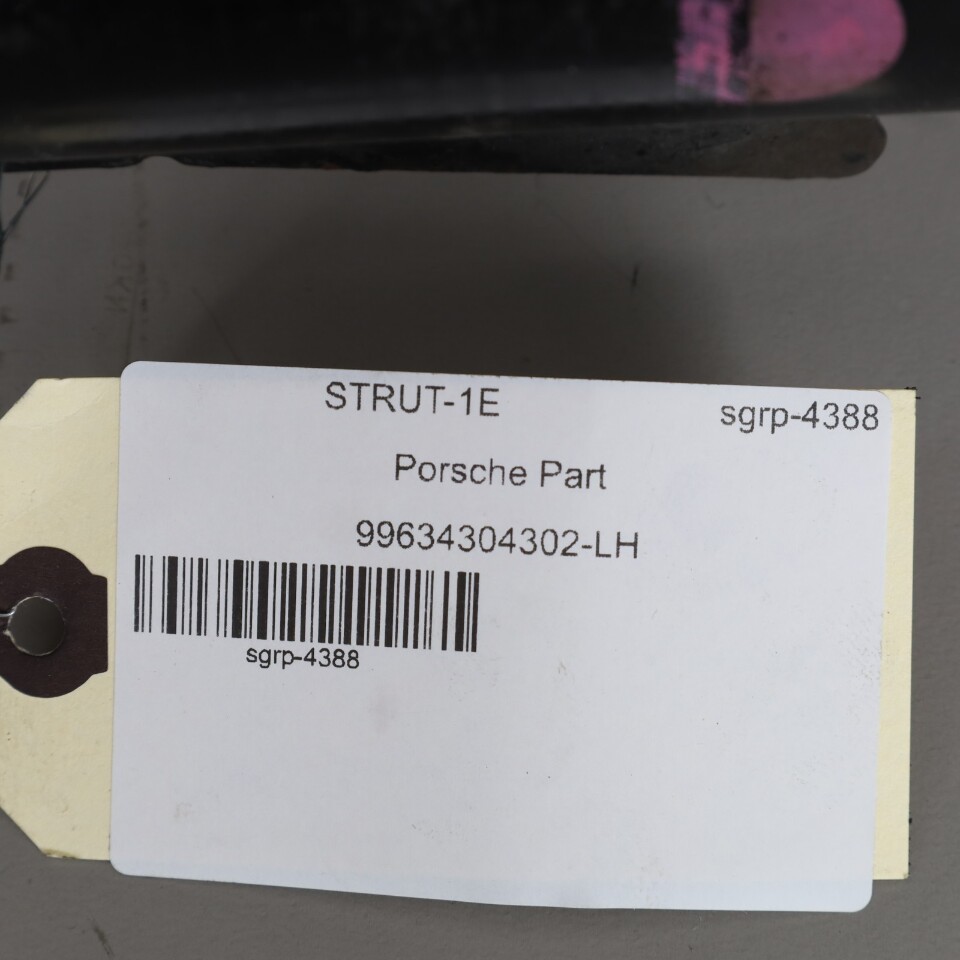 STRUT-1E
sgrp-4388
Porsche Part
99634304302-LH
sgrp-4388